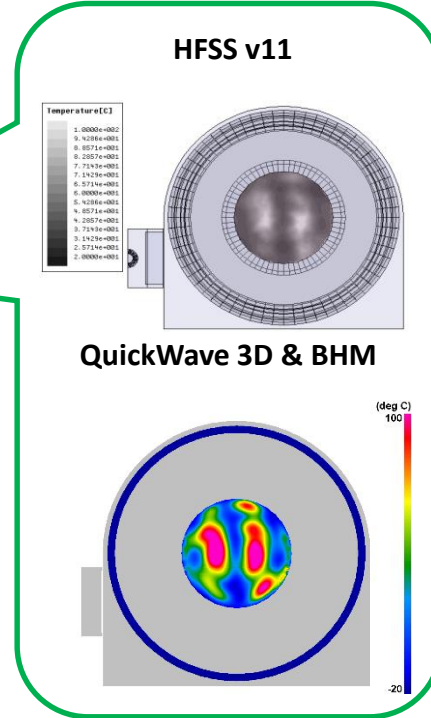 HFSS v11
Temperature[C]
1.0000e+002
9.4286e+001
8.8571e+001
8.2857e+001
7.7143e+001
7.1429e+001
6.5714e+001
6.0000e+001
5.4286e+001
4.8571e+001
4.2857e+001
3.7143e+001
3.1429e+001
2.5714e+001
2.0000e+001
QuickWave 3D & BHM
(deg C)
100
-20